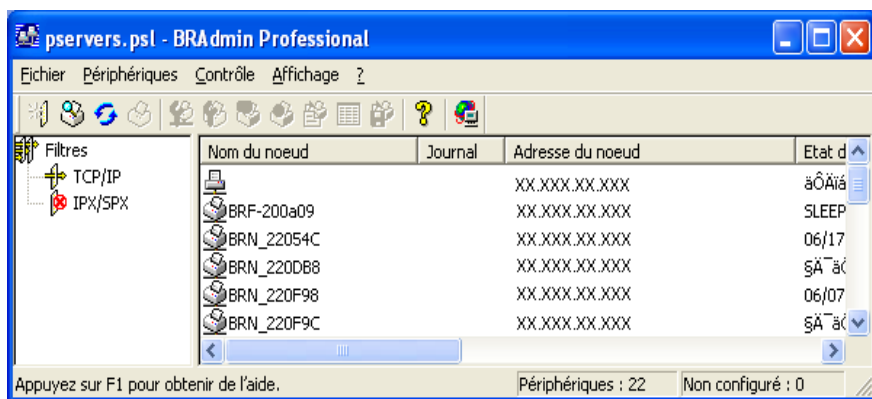 pservers.psl - BRAdmin Professional
Fichier Périphériques Contrôle Affichage ?
Filtres
TCP/IP
IPX/SPX
Nom du noeud Journal Adresse du noeud Etat d
XX.XXX.XX.XXX äÔÄïá
BRF-200a09 XX.XXX.XX.XXX SLEEP
BRN_22054C XX.XXX.XX.XXX 06/17
BRN_220DB8 XX.XXX.XX.XXX §Ä¯äÔ
BRN_220F98 XX.XXX.XX.XXX 06/07
BRN_220F9C XX.XXX.XX.XXX §Ä¯äÔ
Appuyez sur F1 pour obtenir de l'aide. Périphériques : 22 Non configuré : 0